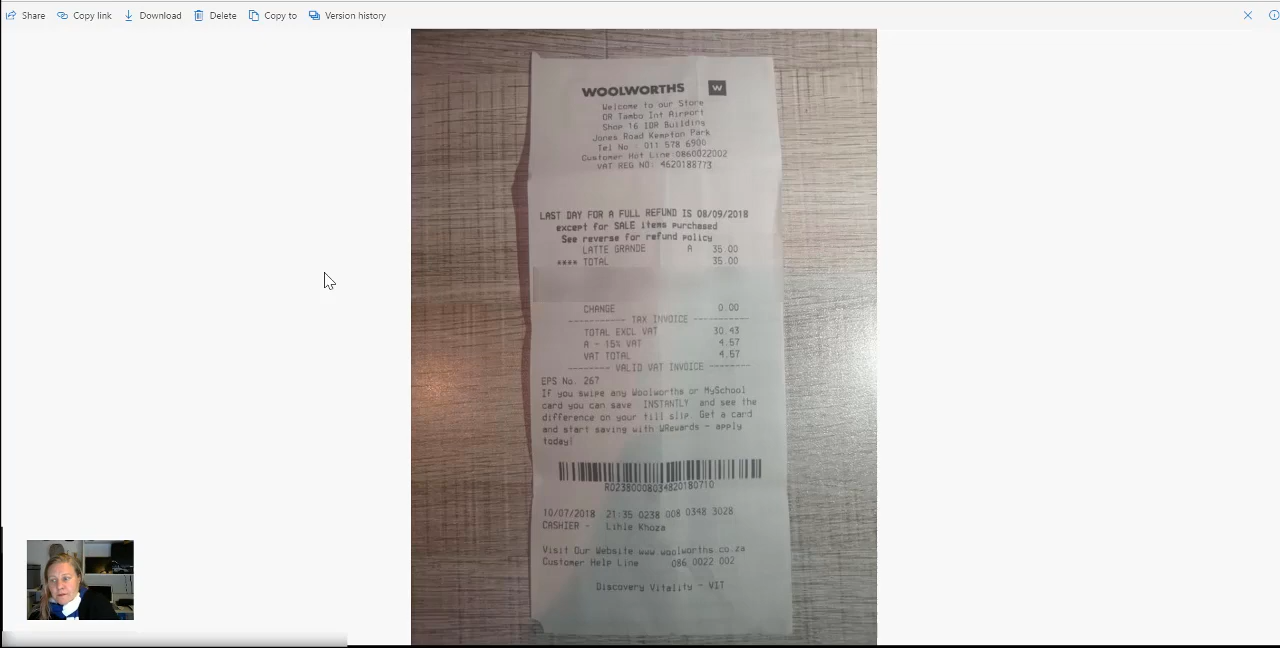 Share Copy link Download Delete Copy to Version history
WOOLWORTHS W
Welcome to our Store
OR Tambo Int Airport
Shop 16 IDR Building
Jones Road Kempton Park
Tel No : 011 578 6900
Customer Hot Line 0860022002
VAT REG NO: 4620188773
LAST DAY FOR A FULL REFUND IS 08/09/2018
except for SALE items purchased
See reverse for refund policy
LATTE GRANDE A 35.00
**** TOTAL 35.00
CHANGE 0.00
----------- TAX INVOICE -----------
TOTAL EXCL VAT 30.43
A - 15% VAT 4.57
VAT TOTAL 4.57
-------- VALID VAT INVOICE --------
EPS No. 267
If you swipe any Woolworths or MySchool
card you can save INSTANTLY and see the
difference on your till slip. Get a card
and start saving with WRewards - apply
today!
R0238000803482018​0710
10/07/2018 21:35 0238 008 0348 3028
CASHIER - Lihle Khoza
Visit Our Website www.woolworths.co.za
Customer Help Line 086 0022 002
Discovery Vitality - VIT